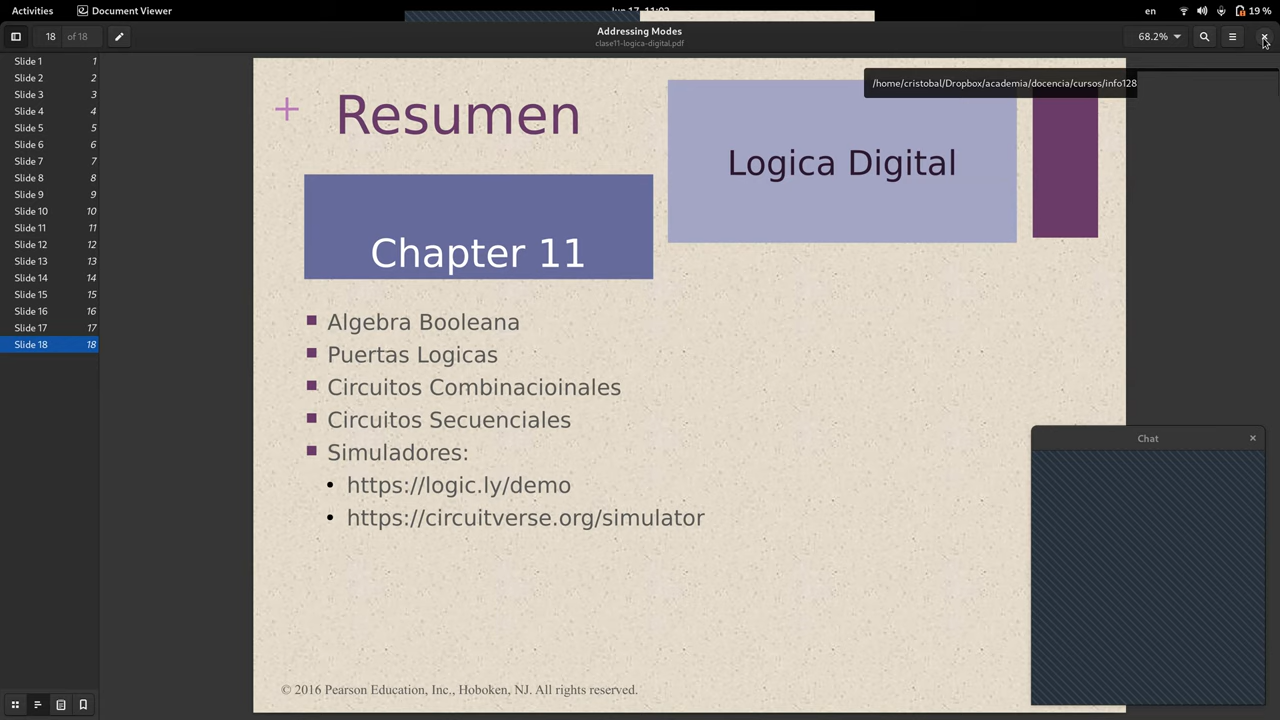 Activities Document Viewer en 19 %
18 of 18 Addressing Modes 68.2%
clase11-logica-digital.pdf
/home/cristobal/Dropbox/academia/docencia/cursos/info128
Slide 1 1
Slide 2 2
Slide 3 3
Slide 4 4
Slide 5 5
Slide 6 6
Slide 7 7
Slide 8 8
Slide 9 9
Slide 10 10
Slide 11 11
Slide 12 12
Slide 13 13
Slide 14 14
Slide 15 15
Slide 16 16
Slide 17 17
Slide 18 18
+ Resumen
Logica Digital
Chapter 11
Algebra Booleana
Puertas Logicas
Circuitos Combinacioinales
Circuitos Secuenciales
Simuladores:
https://logic.ly/demo
https://circuitverse.org/simulator
© 2016 Pearson Education, Inc., Hoboken, NJ. All rights reserved.
Chat